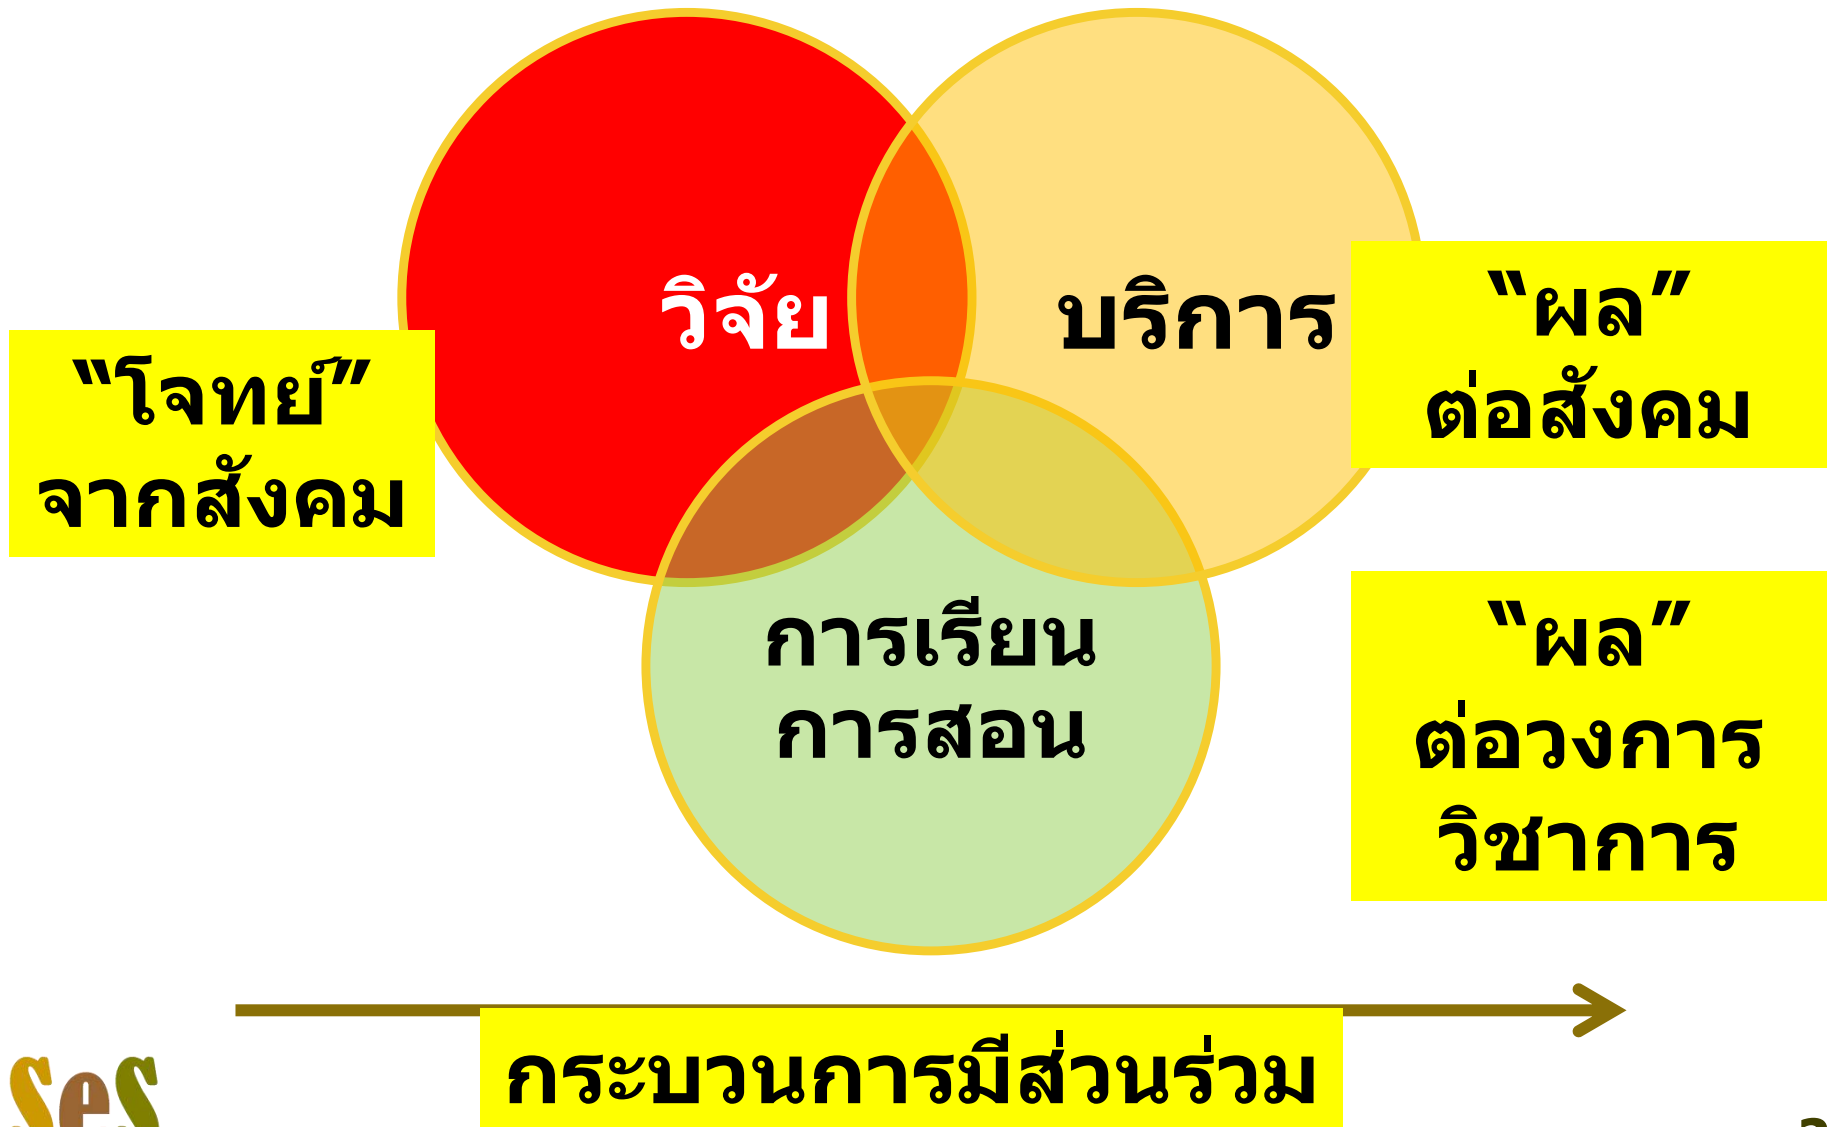 วิจัย
บริการ
“ผล”
ต่อสังคม
“โจทย์”
จากสังคม
การเรียน
การสอน
“ผล”
ต่อวงการ
วิชาการ
กระบวนการมีส่วนร่วม
SeS